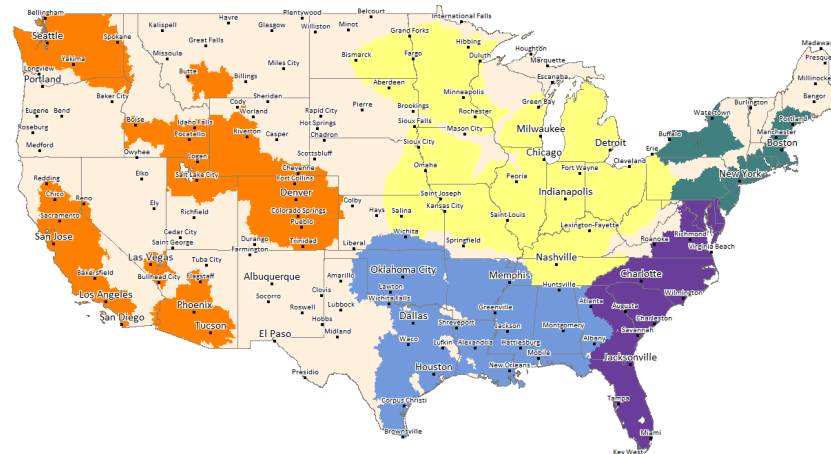 Bellingham
Seattle
Spokane
Yakima
Longview
Portland
Eugene
Bend
Roseburg
Medford
Baker City
Kalispell
Havre
Glasgow
Plentywood
Williston
Minot
Belcourt
Great Falls
Missoula
Butte
Billings
Miles City
Bismarck
Grand Forks
Fargo
International Falls
Hibbing
Duluth
Houghton
Marquette
Escanaba
Madawas
Presque
Millinocke
Bangor
Boise
Idaho Falls
Pocatello
Owyhee
Logan
Salt Lake City
Cody
Worland
Sheridan
Riverton
Casper
Rapid City
Hot Springs
Chadron
Scottsbluff
Pierre
Aberdeen
Brookings
Sioux Falls
Minneapolis
Rochester
Mason City
Sioux City
Omaha
Green Bay
Milwaukee
Chicago
Detroit
Cleveland
Erie
Buffalo
Watertown
Burlington
Portland
Manchester
Boston
New York
Redding
Chico
Reno
Sacramento
San Jose
Elko
Ely
Richfield
Cedar City
Saint George
Las Vegas
Bakersfield
Los Angeles
San Diego
Bullhead City
Flagstaff
Tuba City
Phoenix
Tucson
Cheyenne
Fort Collins
Denver
Colorado Springs
Pueblo
Trinidad
Durango
Farmington
Colby
Hays
Salina
Liberal
Wichita
Saint Joseph
Kansas City
Springfield
Peoria
Saint-Louis
Fort Wayne
Indianapolis
Lexington-Fayette
Roanoke
Richmond
Virginia Beach
Albuquerque
Socorro
Roswell
Clovis
Amarillo
Lubbock
Hobbs
Midland
El Paso
Presidio
Oklahoma City
Lawton
Wichita Falls
Dallas
Waco
Houston
Corpus Christi
Brownsville
Shreveport
Lufkin
Alexandria
Memphis
Greenville
Jackson
Hattiesburg
New Orleans
Mobile
Montgomery
Huntsville
Nashville
Atlanta
Albany
Charlotte
Wilmington
Augusta
Charleston
Savannah
Jacksonville
Tampa
Miami
Key West